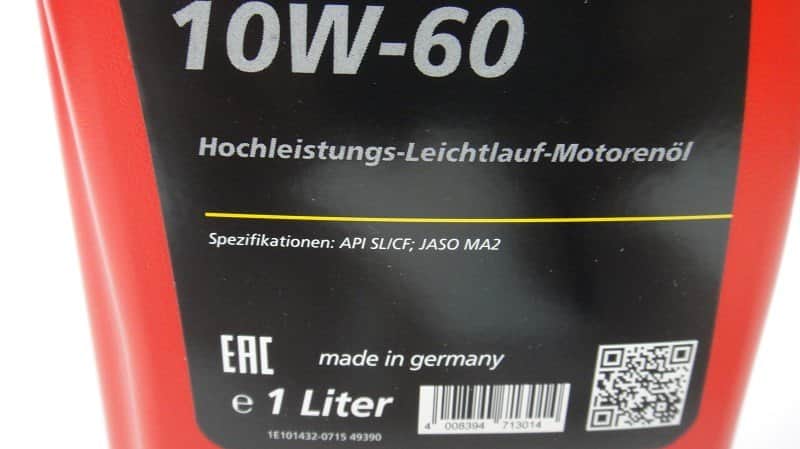 10W-60
Hochleistungs-Leichtlauf-Motorenöl
Spezifikationen: API SL/CF; JASO MA2
EAC
made in germany
e 1 Liter
4 008394 713014
1E101432-0715 49390